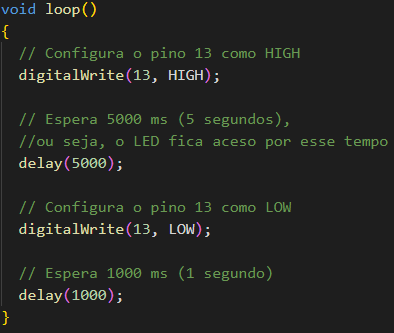 void loop()
{
// Configura o pino 13 como HIGH
digitalWrite(13, HIGH);
// Espera 5000 ms (5 segundos),
//ou seja, o LED fica aceso por esse tempo
delay(5000);
// Configura o pino 13 como LOW
digitalWrite(13, LOW);
// Espera 1000 ms (1 segundo)
delay(1000);
}